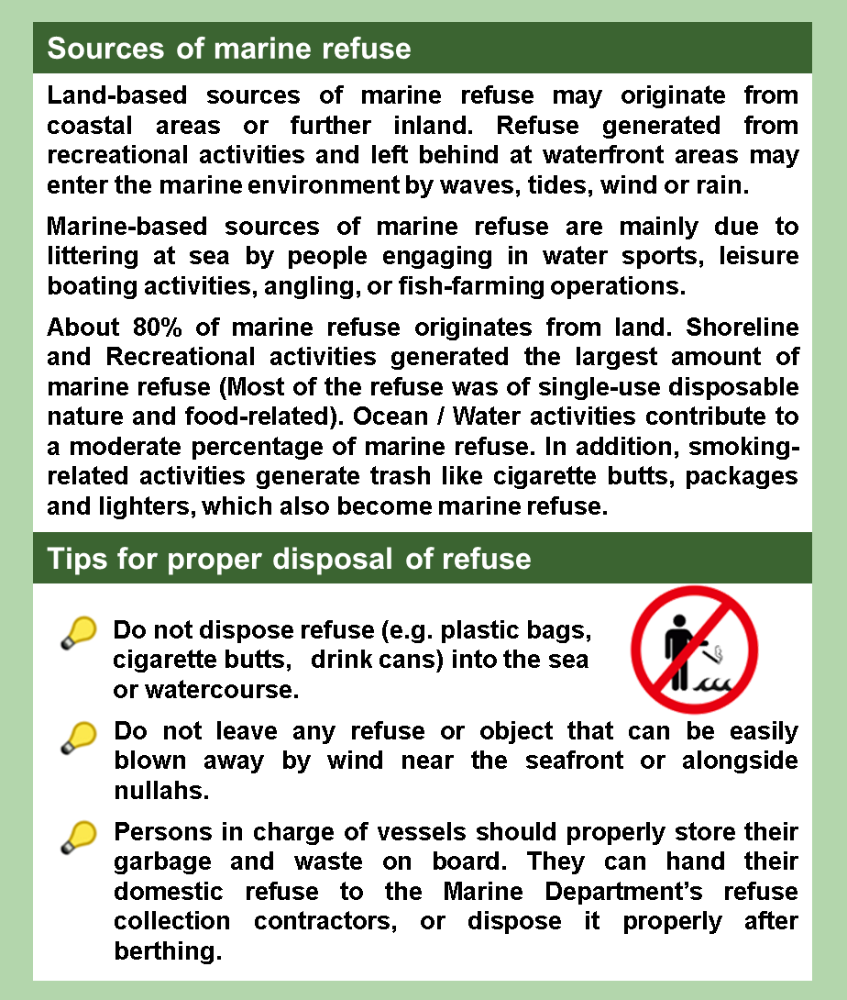 Sources of marine refuse
Land-based sources of marine refuse may originate from
coastal areas or further inland. Refuse generated from
recreational activities and left behind at waterfront areas may
enter the marine environment by waves, tides, wind or rain.
Marine-based sources of marine refuse are mainly due to
littering at sea by people engaging in water sports, leisure
boating activities, angling, or fish-farming operations.
About 80% of marine refuse originates from land. Shoreline
and Recreational activities generated the largest amount of
marine refuse (Most of the refuse was of single-use disposable
nature and food-related). Ocean / Water activities contribute to
a moderate percentage of marine refuse. In addition, smoking-
related activities generate trash like cigarette butts, packages
and lighters, which also become marine refuse.
Tips for proper disposal of refuse
Do not dispose refuse (e.g. plastic bags,
cigarette butts, drink cans) into the sea
or watercourse.
Do not leave any refuse or object that can be easily
blown away by wind near the seafront or alongside
nullahs.
Persons in charge of vessels should properly store their
garbage and waste on board. They can hand their
domestic refuse to the Marine Department’s refuse
collection contractors, or dispose it properly after
berthing.